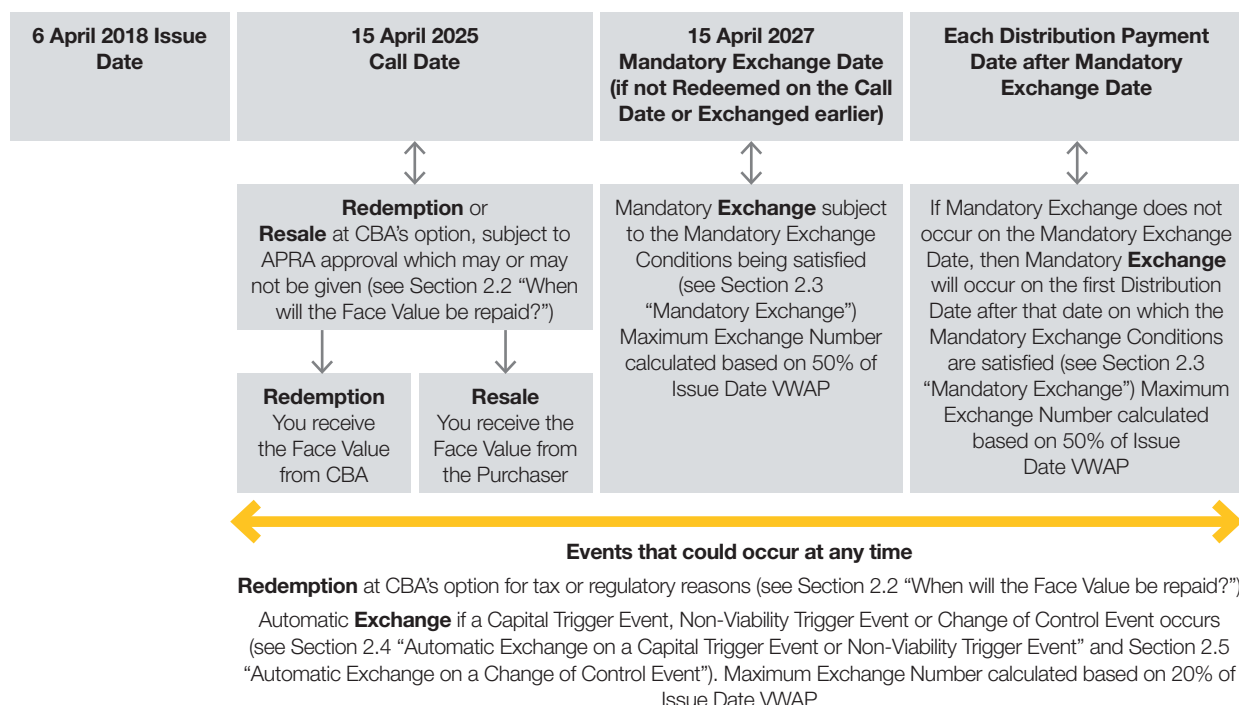 6 April 2018 Issue
Date
15 April 2025
Call Date
15 April 2027
Mandatory Exchange Date
(if not Redeemed on the Call
Date or Exchanged earlier)
Each Distribution Payment
Date after Mandatory
Exchange Date
Redemption or
Resale at CBA’s option, subject to
APRA approval which may or may
not be given (see Section 2.2 “When
will the Face Value be repaid?”)
Redemption
You receive
the Face Value
from CBA
Resale
You receive the
Face Value from
the Purchaser
Mandatory Exchange subject
to the Mandatory Exchange
Conditions being satisfied
(see Section 2.3
“Mandatory Exchange”)
Maximum Exchange Number
calculated based on 50% of
Issue Date VWAP
If Mandatory Exchange does not
occur on the Mandatory Exchange
Date, then Mandatory Exchange
will occur on the first Distribution
Date after that date on which the
Mandatory Exchange Conditions
are satisfied (see Section 2.3
“Mandatory Exchange”) Maximum
Exchange Number calculated
based on 50% of Issue
Date VWAP
Events that could occur at any time
Redemption at CBA’s option for tax or regulatory reasons (see Section 2.2 “When will the Face Value be repaid?”)
Automatic Exchange if a Capital Trigger Event, Non-Viability Trigger Event or Change of Control Event occurs
(see Section 2.4 “Automatic Exchange on a Capital Trigger Event or Non-Viability Trigger Event” and Section 2.5
“Automatic Exchange on a Change of Control Event”). Maximum Exchange Number calculated based on 20% of
Issue Date VWAP